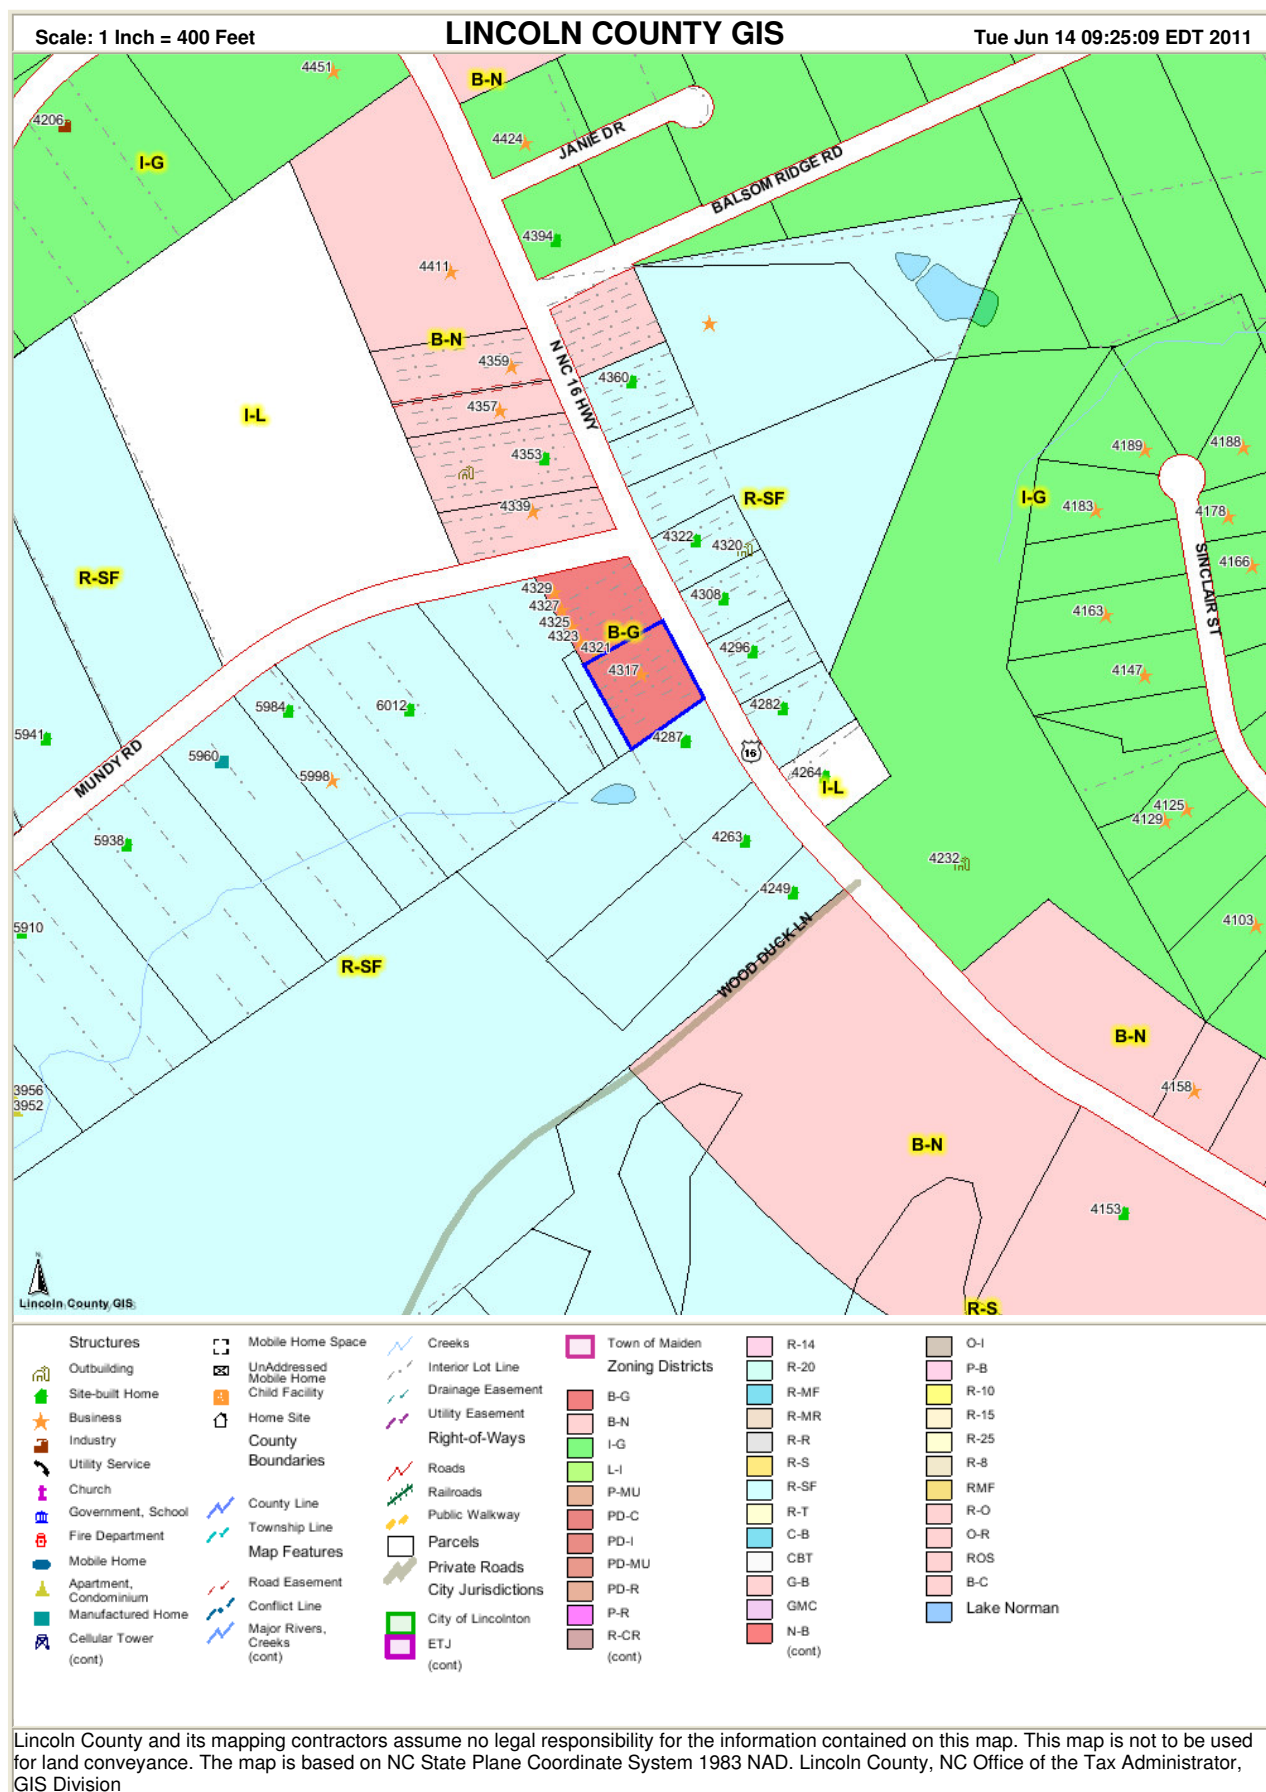 Scale: 1 Inch = 400 Feet
LINCOLN COUNTY GIS
Tue Jun 14 09:25:09 EDT 2011
4451
B-N
4206
4424
JANIE DR
I-G
BALSOM RIDGE RD
4394
4411
B-N
N NC 16 HWY
4359
4360
4357
I-L
4353
4189
4188
R-SF
I-G
4339
4183
4178
4322
4320
SINCLAIR ST
4166
R-SF
4329
4308
4327
4163
4325
4323
B-G
4321
4296
4317
4147
5984
6012
4282
5941
4287
16
MUNDY RD
5960
4264
5998
I-L
4125
4129
5938
4263
4232
4249
4103
5910
WOOD DUCK LN
R-SF
B-N
3956
4158
3952
B-N
4153
N
Lincoln County GIS
R-S
Structures
Outbuilding
Site-built Home
Business
Industry
Utility Service
Church
Government, School
Fire Department
Mobile Home
Apartment,
Condominium
Manufactured Home
Cellular Tower
(cont)
Mobile Home Space
UnAddressed
Mobile Home
Child Facility
Home Site
County
Boundaries
County Line
Township Line
Map Features
Road Easement
Conflict Line
Major Rivers,
Creeks
(cont)
Creeks
Interior Lot Line
Drainage Easement
Utility Easement
Right-of-Ways
Roads
Railroads
Public Walkway
Parcels
Private Roads
City Jurisdictions
City of Lincolnton
ETJ
(cont)
Town of Maiden
Zoning Districts
B-G
B-N
I-G
L-I
P-MU
PD-C
PD-I
PD-MU
PD-R
P-R
R-CR
(cont)
R-14
R-20
R-MF
R-MR
R-R
R-S
R-SF
R-T
C-B
CBT
G-B
GMC
N-B
(cont)
O-I
P-B
R-10
R-15
R-25
R-8
RMF
R-O
O-R
ROS
B-C
Lake Norman
Lincoln County and its mapping contractors assume no legal responsibility for the information contained on this map. This map is not to be used
for land conveyance. The map is based on NC State Plane Coordinate System 1983 NAD. Lincoln County, NC Office of the Tax Administrator,
GIS Division